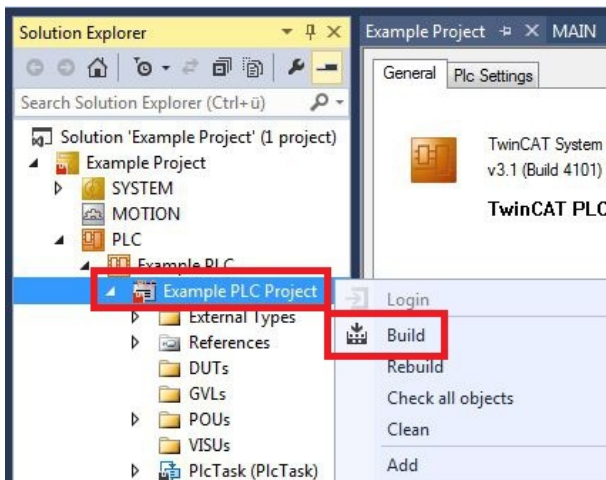 Solution Explorer
Search Solution Explorer (Ctrl+ü)
Solution 'Example Project' (1 project)
Example Project
SYSTEM
MOTION
PLC
Example PLC
Example PLC Project
External Types
References
DUTs
GVLs
POUs
VISUs
PlcTask (PlcTask)
Example Project MAIN
General Plc Settings
TwinCAT System
v3.1 (Build 4101)
TwinCAT PLC
Login
Build
Rebuild
Check all objects
Clean
Add